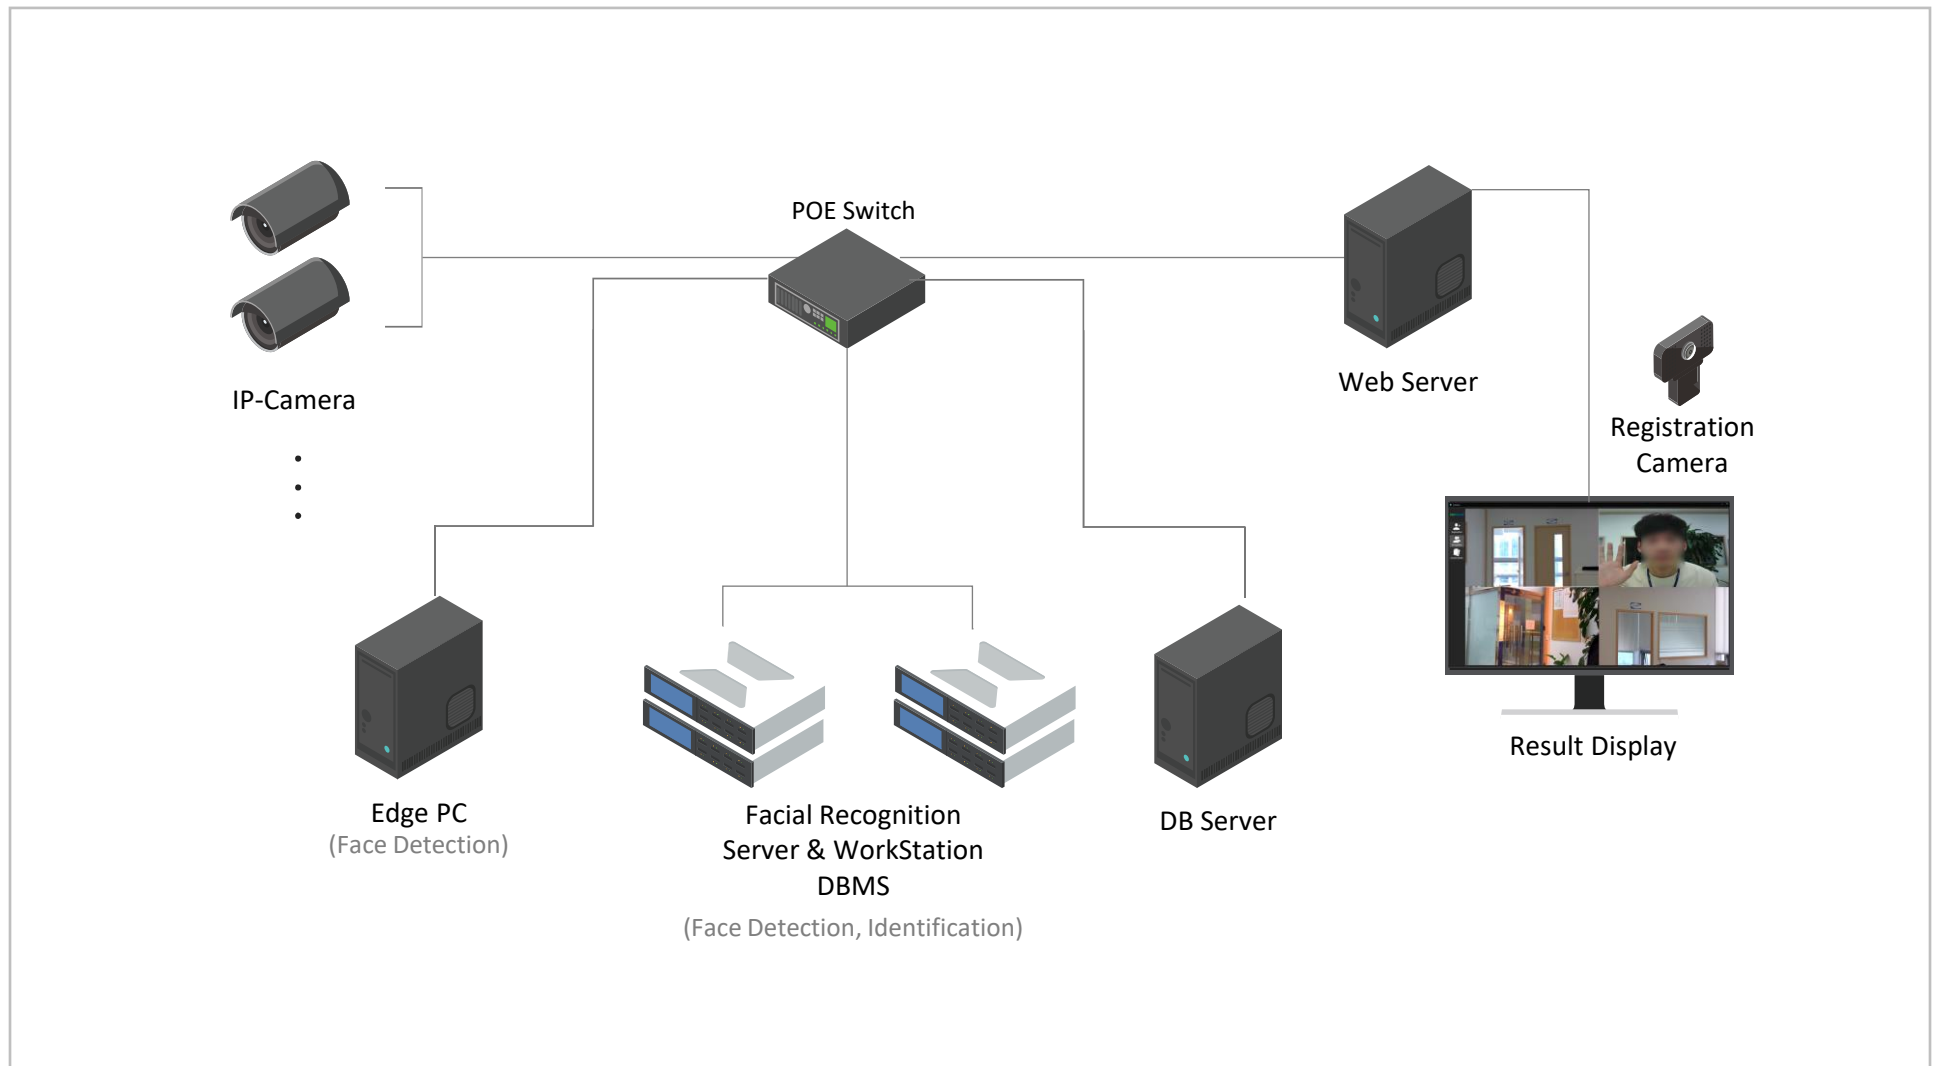 POE Switch
IP-Camera
Web Server
Registration
Camera
Result Display
Edge PC
(Face Detection)
Facial Recognition
Server & WorkStation
DBMS
(Face Detection, Identification)
DB Server